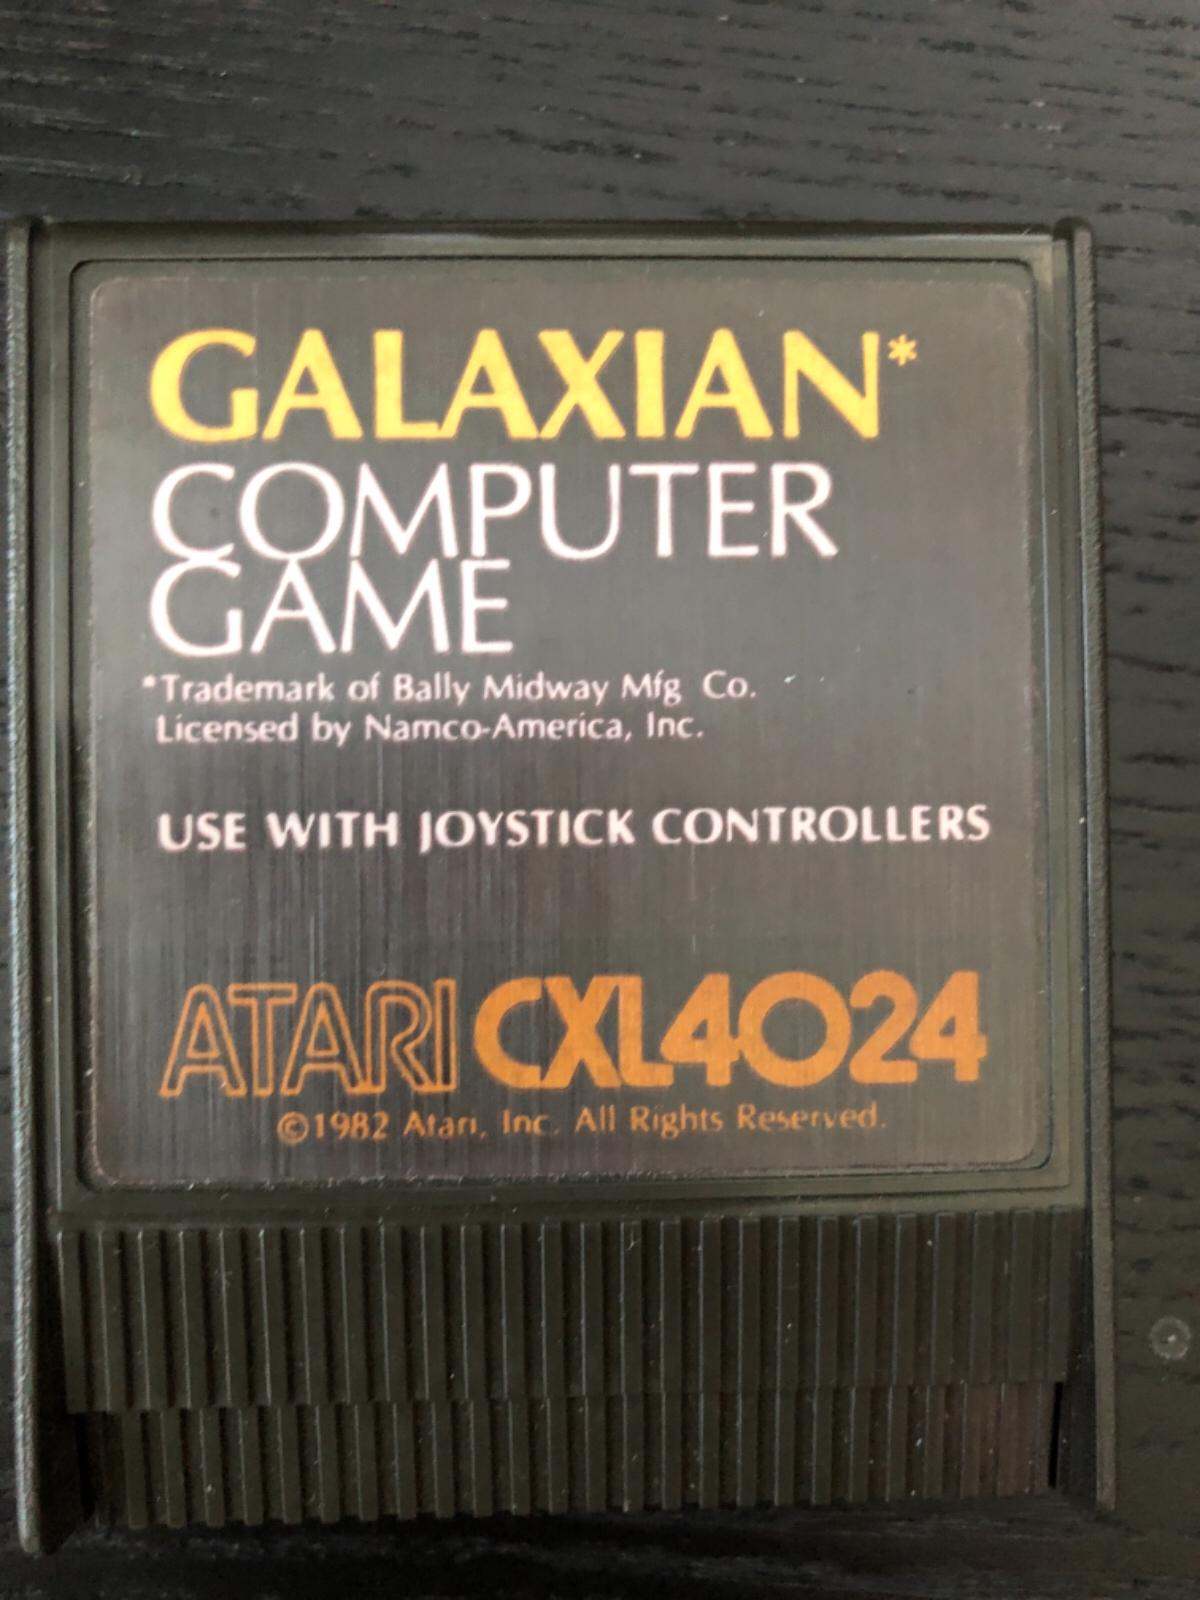 GALAXIAN*
COMPUTER
GAME
*Trademark of Bally Midway Mfg Co.
Licensed by Namco-America, Inc.
USE WITH JOYSTICK CONTROLLERS
ATARI CXL4024
©1982 Atari, Inc. All Rights Reserved.